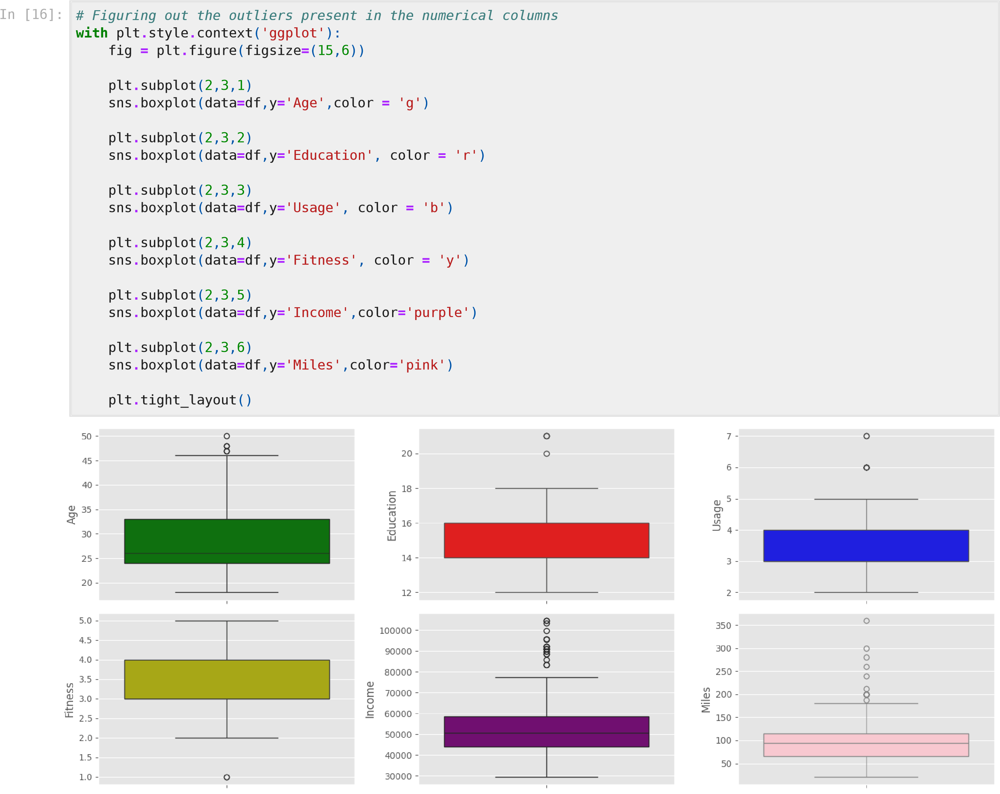 In [16]:
# Figuring out the outliers present in the numerical columns
with plt.style.context('ggplot'):
    fig = plt.figure(figsize=(15,6))

    plt.subplot(2,3,1)
    sns.boxplot(data=df,y='Age',color = 'g')

    plt.subplot(2,3,2)
    sns.boxplot(data=df,y='Education', color = 'r')

    plt.subplot(2,3,3)
    sns.boxplot(data=df,y='Usage', color = 'b')

    plt.subplot(2,3,4)
    sns.boxplot(data=df,y='Fitness', color = 'y')

    plt.subplot(2,3,5)
    sns.boxplot(data=df,y='Income',color='purple')

    plt.subplot(2,3,6)
    sns.boxplot(data=df,y='Miles',color='pink')

    plt.tight_layout()
Age
50
45
40
35
30
25
20
Education
20
18
16
14
12
Usage
7
6
5
4
3
2
Fitness
5.0
4.5
4.0
3.5
3.0
2.5
2.0
1.5
1.0
Income
100000
90000
80000
70000
60000
50000
40000
30000
Miles
350
300
250
200
150
100
50